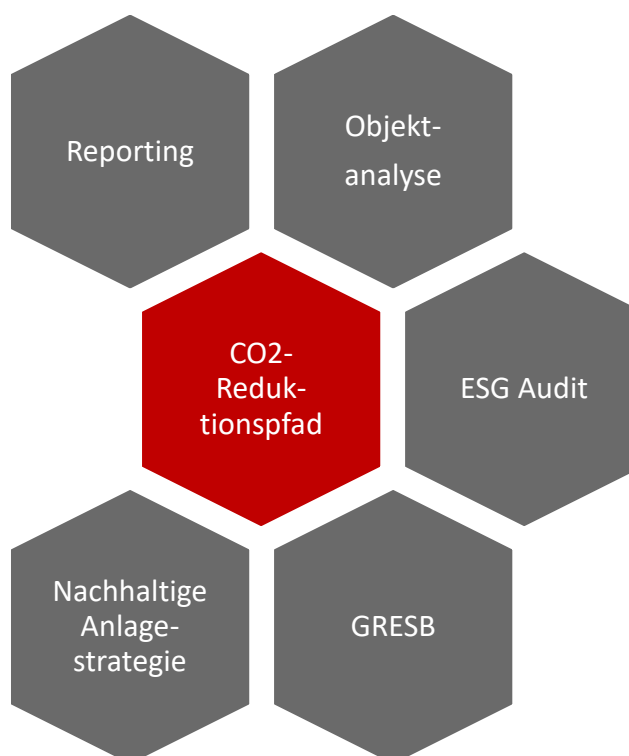 Reporting
Objekt-
analyse
CO2-
Reduk-
tionspfad
ESG Audit
Nachhaltige
Anlage-
strategie
GRESB